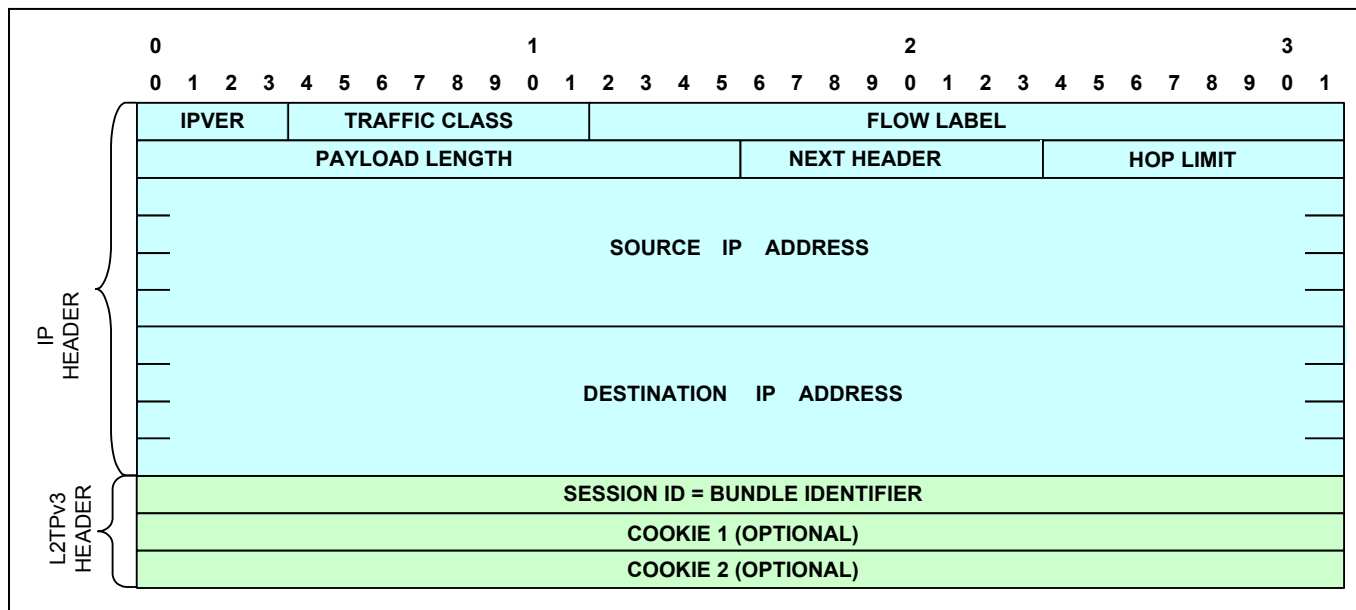 0 1 2 3
0 1 2 3 4 5 6 7 8 9 0 1 2 3 4 5 6 7 8 9 0 1 2 3 4 5 6 7 8 9 0 1
IPVER TRAFFIC CLASS FLOW LABEL
PAYLOAD LENGTH NEXT HEADER HOP LIMIT
SOURCE IP ADDRESS
DESTINATION IP ADDRESS
IP
HEADER
SESSION ID = BUNDLE IDENTIFIER
COOKIE 1 (OPTIONAL)
COOKIE 2 (OPTIONAL)
L2TPv3
HEADER